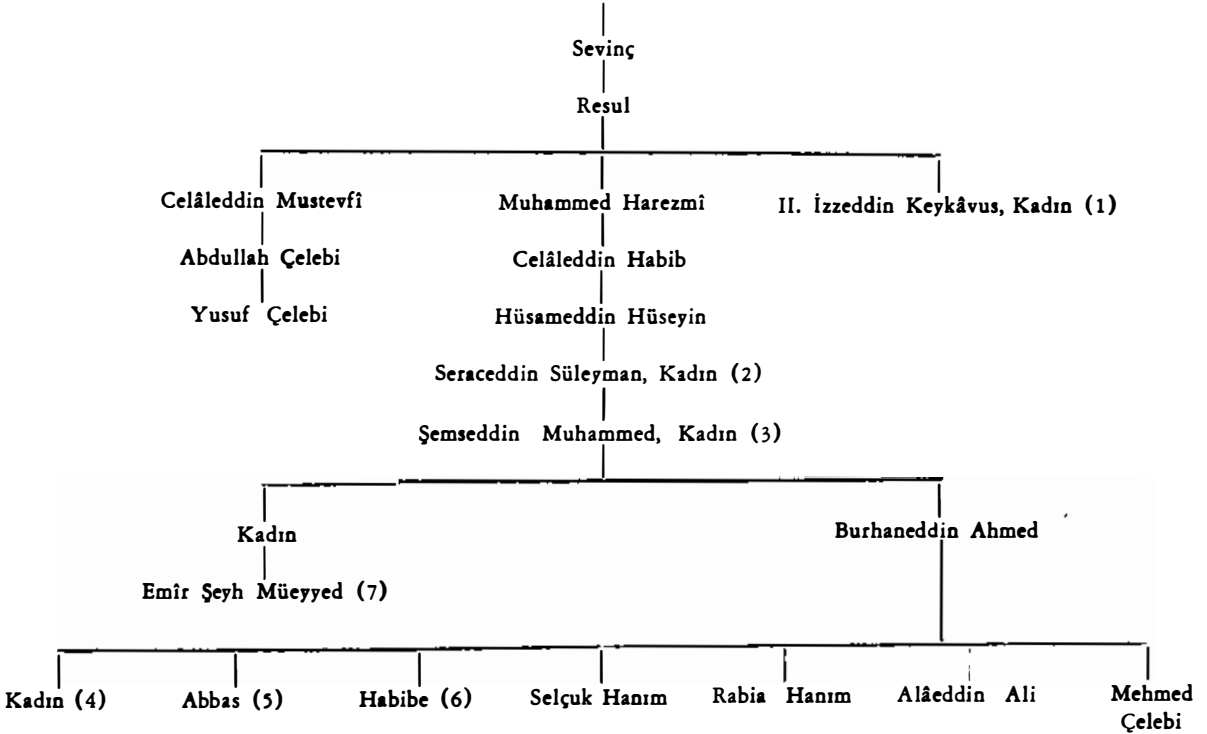 Sevinç
Resul
Celâleddin Mustevfî
Muhammed Harezmî
II. İzzeddin Keykâvus, Kadın (1)
Abdullah Çelebi
Celâleddin Habib
Yusuf Çelebi
Hüsameddin Hüseyin
Seraceddin Süleyman, Kadın (2)
Şemseddin Muhammed, Kadın (3)
Kadın
Burhaneddin Ahmed
Emîr Şeyh Müeyyed (7)
Kadın (4)
Abbas (5)
Habibe (6)
Selçuk Hanım
Rabia Hanım
Alâeddin Ali
Mehmed
Çelebi